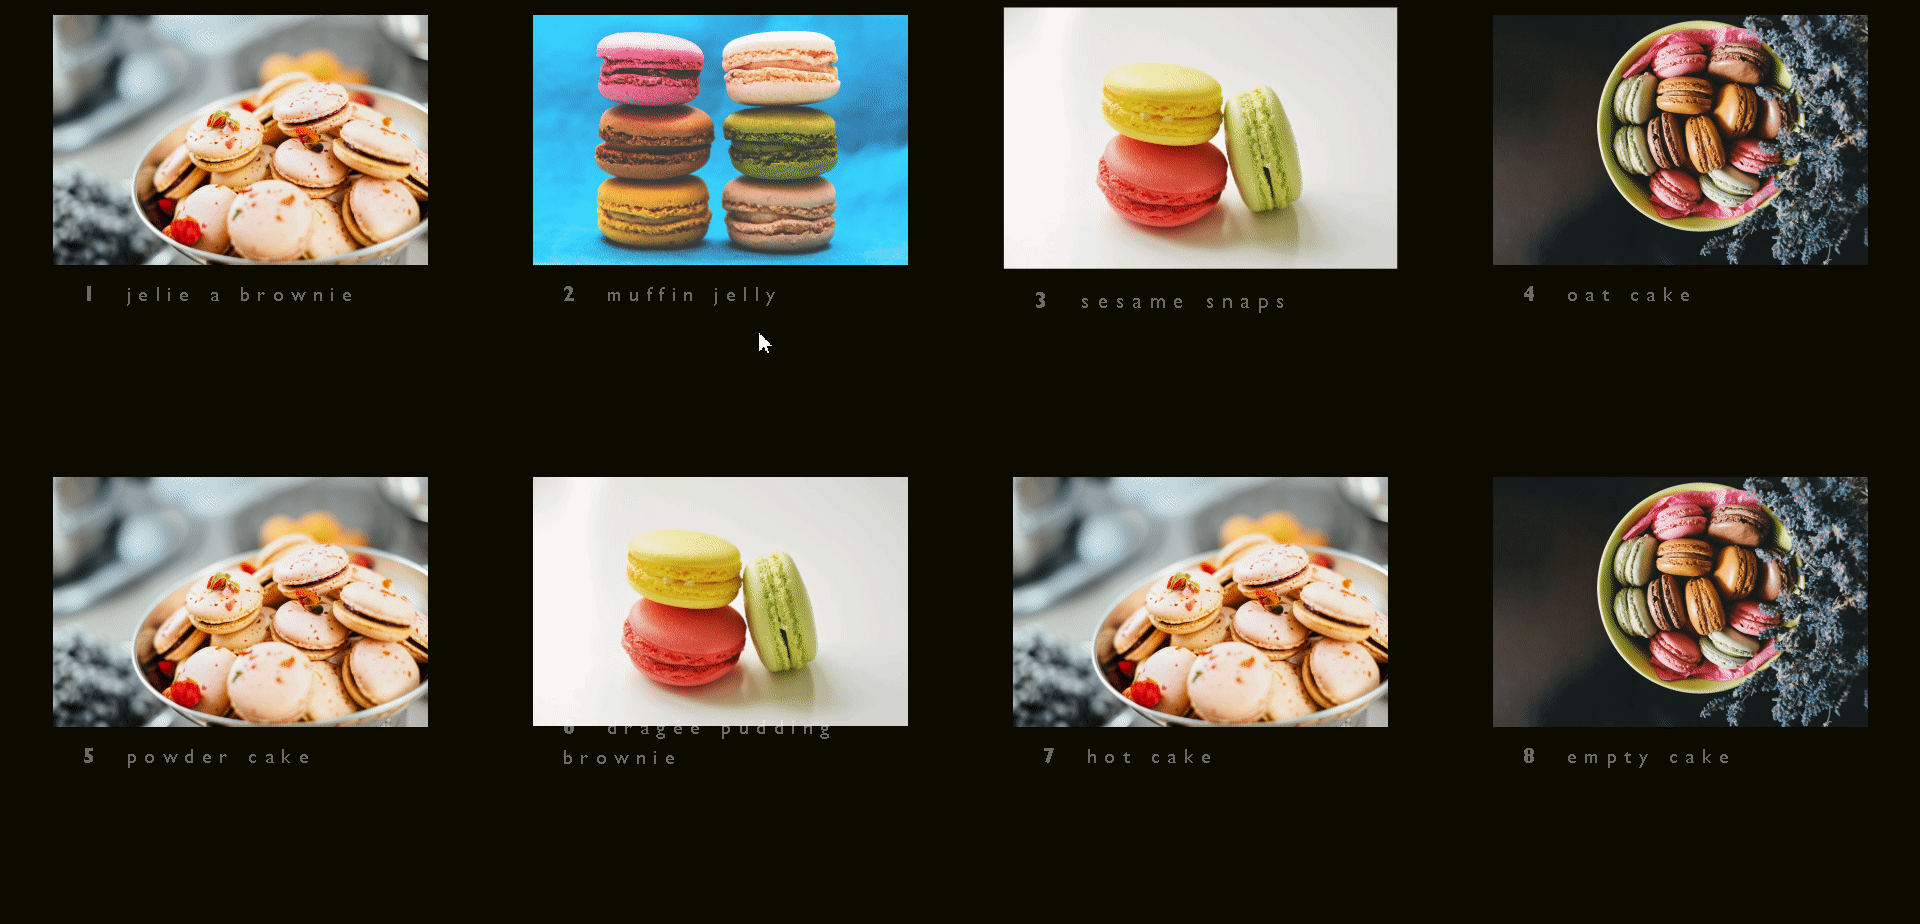 1 jelie a brownie
2 muffin jelly
3 sesame snaps
4 oat cake
5 powder cake
6 dragée pudding
brownie
7 hot cake
8 empty cake